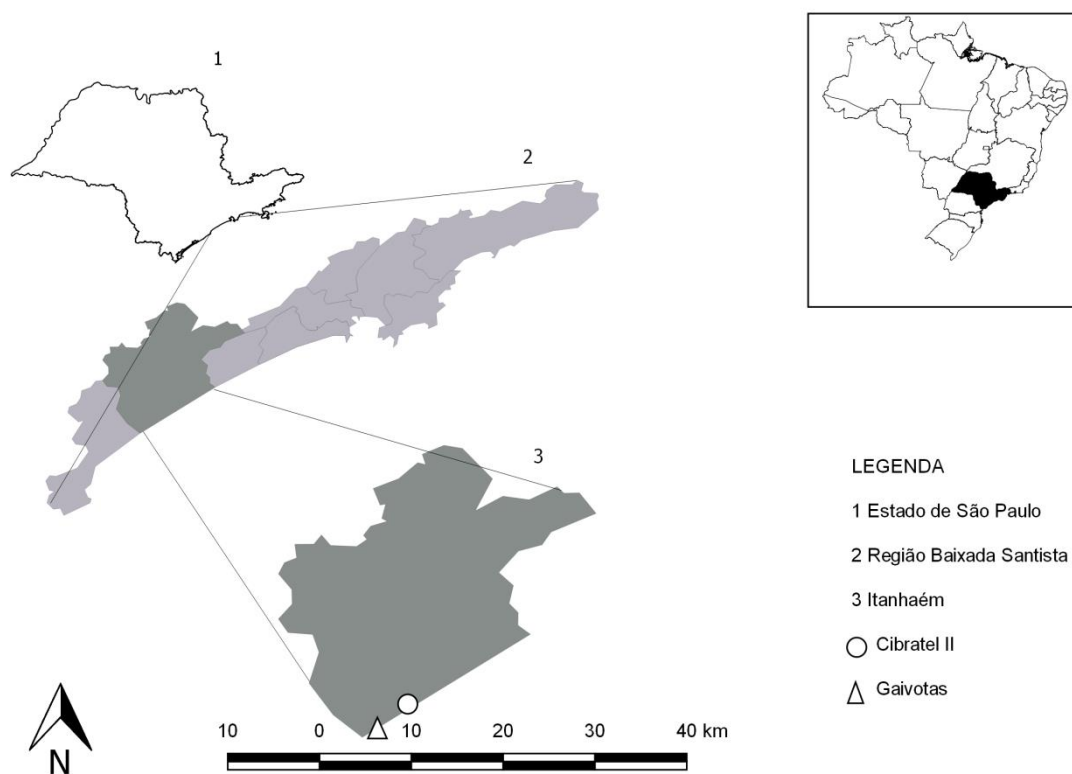 1
2
3
LEGENDA
1 Estado de São Paulo
2 Região Baixada Santista
3 Itanhaém
Cibratel II
Gaivotas
N
10 0 10 20 30 40 km